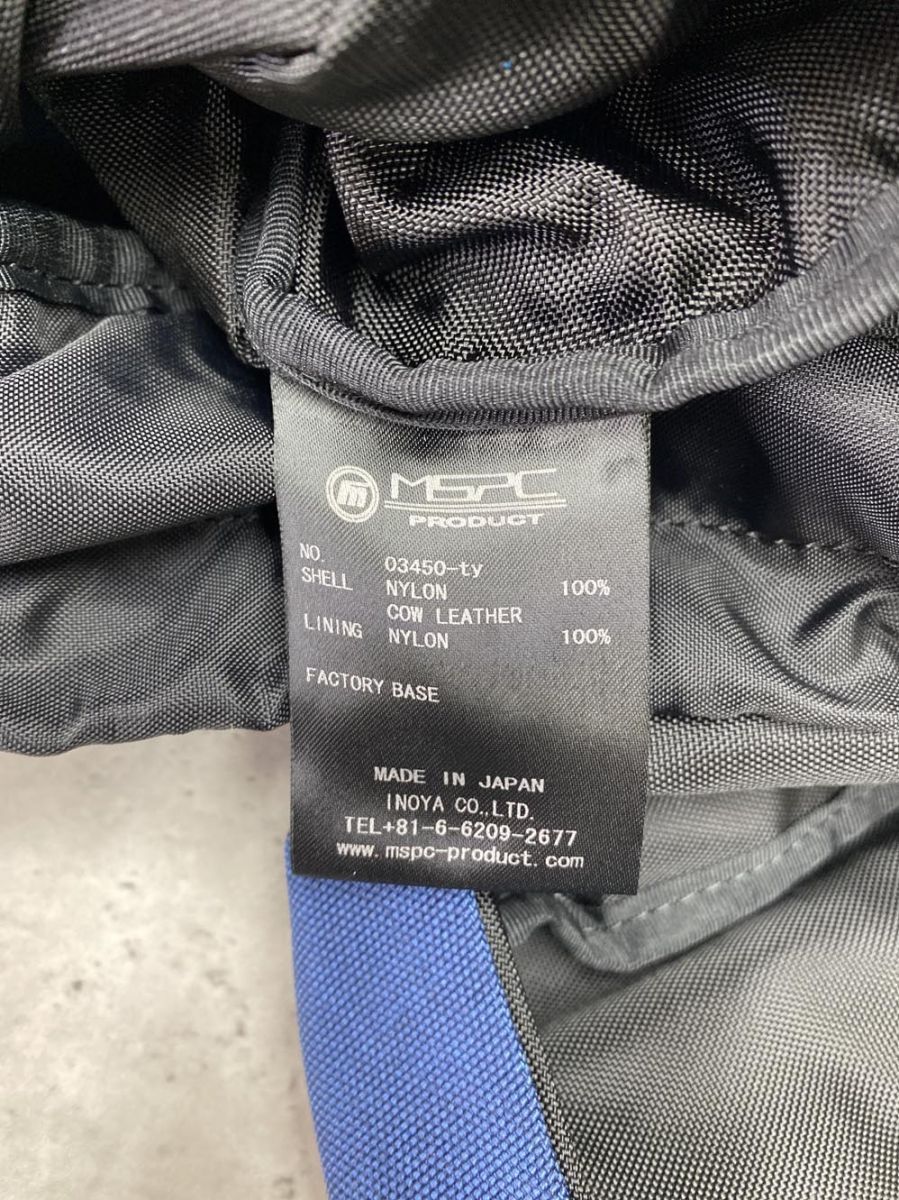 m MSPC
PRODUCT
NO. 03450-ty
SHELL NYLON 100%
COW LEATHER
LINING NYLON 100%
FACTORY BASE
MADE IN JAPAN
INOYA CO.,LTD.
TEL+81-6-6209-2677
www.mspc-product.com